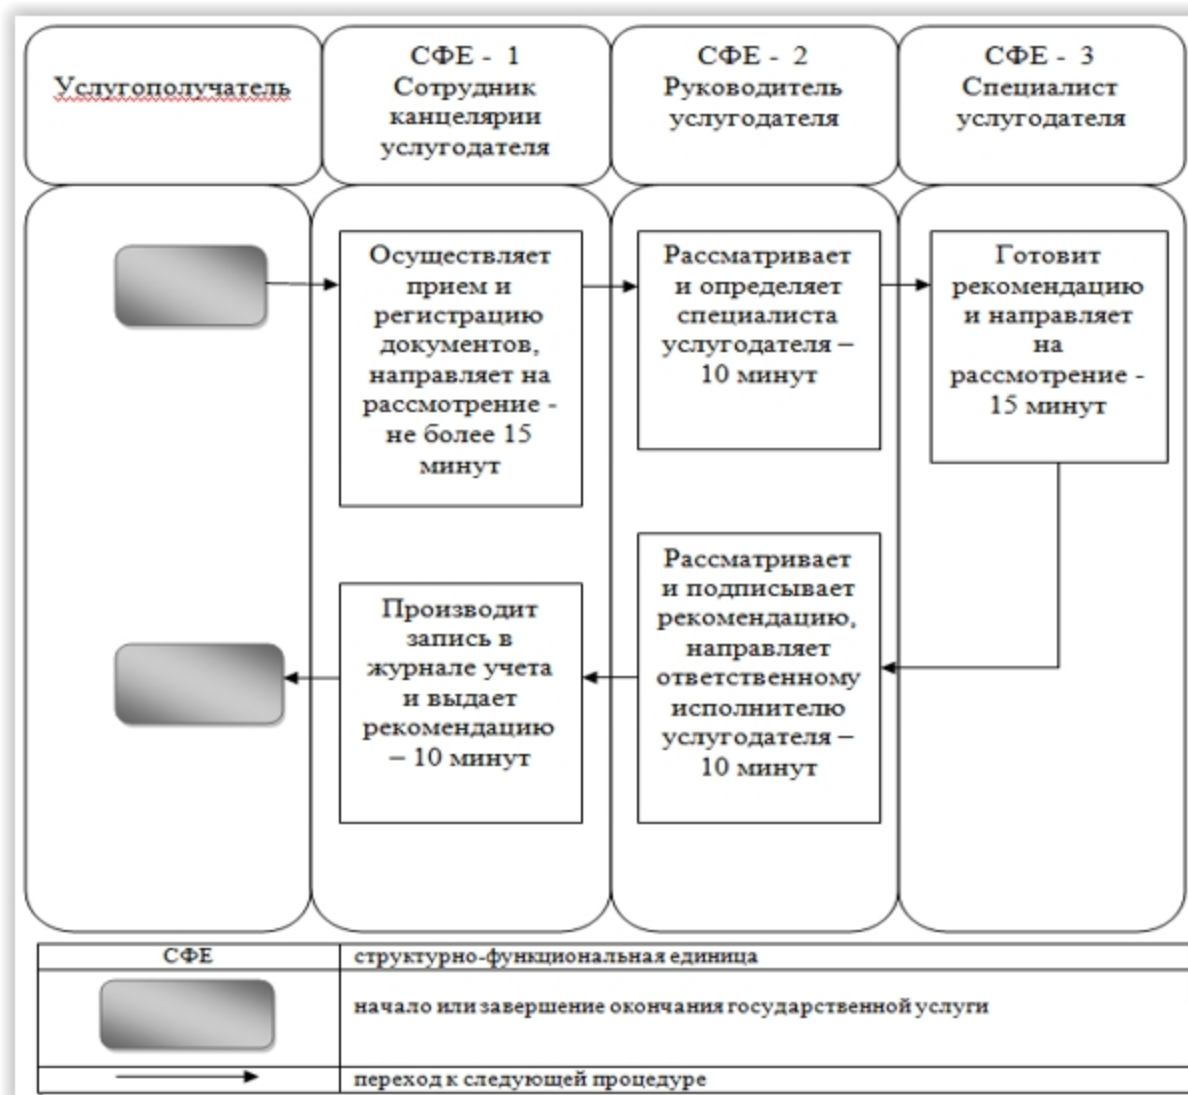 Услугополучатель
СФЕ - 1
Сотрудник
канцелярии
услугодателя
СФЕ - 2
Руководитель
услугодателя
СФЕ - 3
Специалист
услугодателя
Осуществляет
прием и
регистрацию
документов,
направляет на
рассмотрение -
не более 15
минут
Рассматривает
и определяет
специалиста
услугодателя –
10 минут
Готовит
рекомендацию
и направляет
на
рассмотрение -
15 минут
Производит
запись в
журнале учета
и выдает
рекомендацию
– 10 минут
Рассматривает
и подписывает
рекомендацию,
направляет
ответственному
исполнителю
услугодателя –
10 минут
СФЕ
структурно-функциональная единица
начало или завершение окончания государственной услуги
переход к следующей процедуре